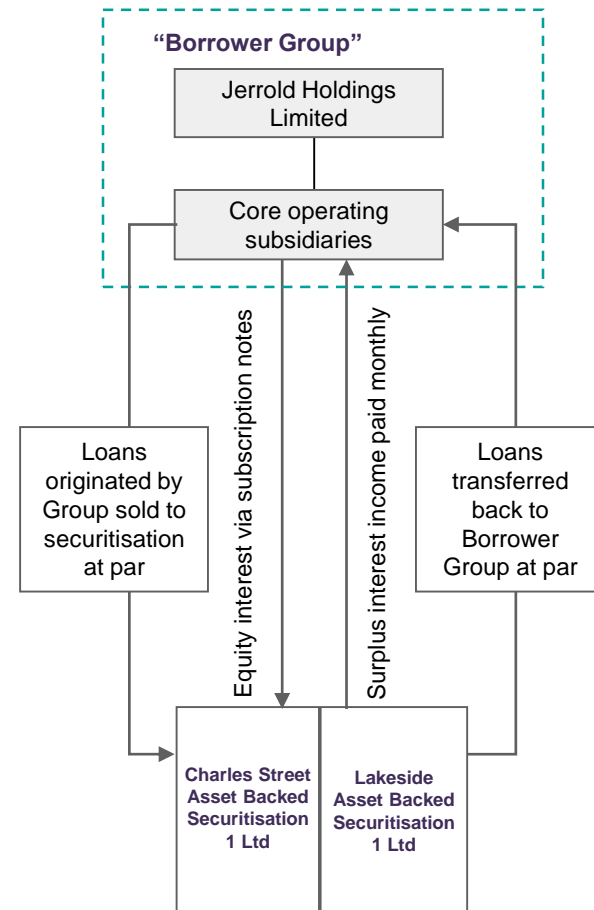 “Borrower Group”
Jerrold Holdings
Limited
Core operating
subsidiaries
Equity interest via subscription notes
Surplus interest income paid monthly
Loans
originated by
Group sold to
securitisation
at par
Loans
transferred
back to
Borrower
Group at par
Charles Street
Asset Backed
Securitisation
1 Ltd
Lakeside
Asset Backed
Securitisation
1 Ltd